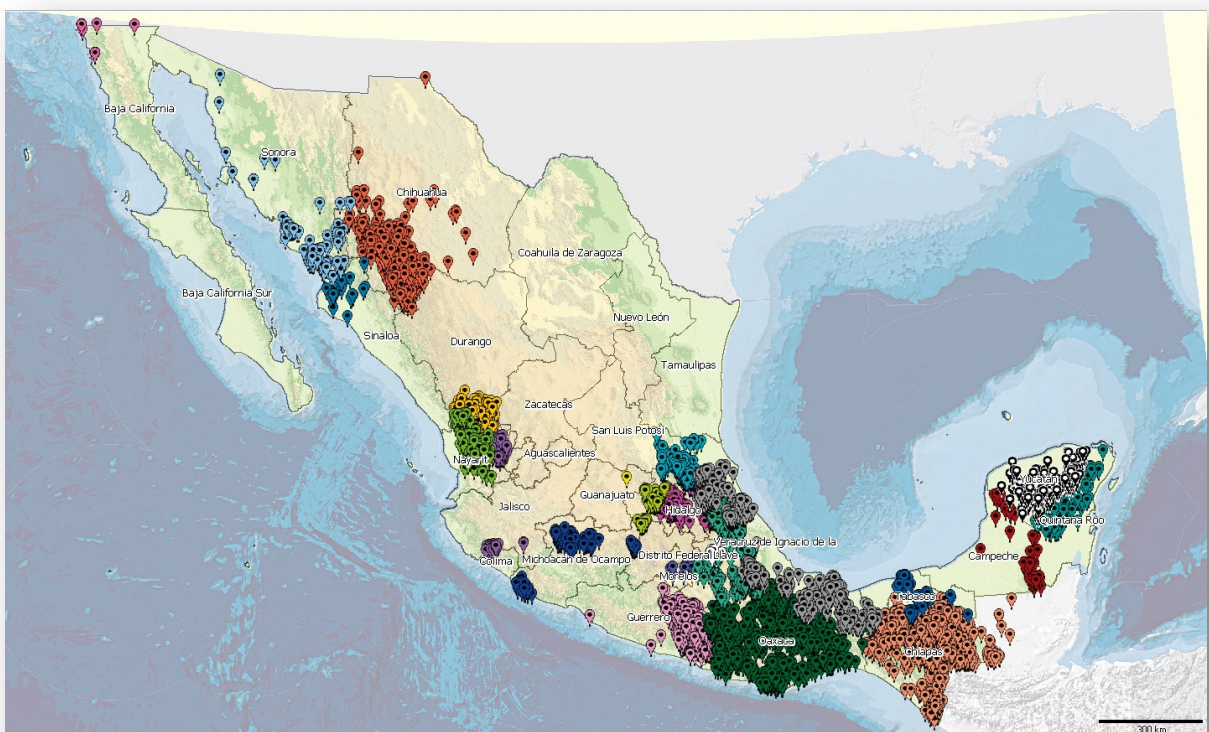 Baja California
Sonora
Chihuahua
Coahuila de Zaragoza
Baja California Sur
Nuevo León
Sinaloa
Durango
Tamaulipas
Zacatecas
San Luis Potosí
Aguascalientes
Nayarit
Yucatán
Guanajuato
Jalisco
Hidalgo
Quintana Roo
Veracruz de Ignacio de la
Llave
Colima
Michoacán de Ocampo
Distrito Federal
Campeche
Morelos
Tabasco
Guerrero
Oaxaca
Chiapas
300 km